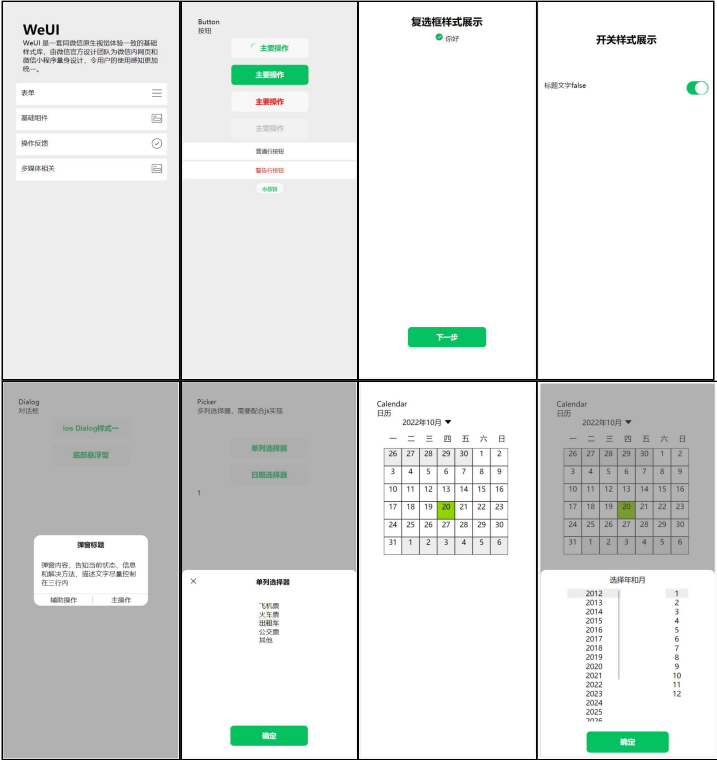 WeUI
WeUI 是一套同微信原生视觉体验一致的基础
样式库，由微信官方设计团队为微信内网页和
微信小程序量身设计，令用户的使用感知更加
统一。
表单
基础组件
操作反馈
多媒体相关
Button
按钮
主要操作
主要操作
主要操作
主要操作
普通行按钮
警告行按钮
小按钮
复选框样式展示
你好
下一步
开关样式展示
标题文字false
Dialog
对话框
ios Dialog样式一
底部悬浮型
弹窗标题
弹窗内容，告知当前状态、信息
和解决方法，描述文字尽量控制
在三行内
辅助操作 主操作
Picker
多列选择器，需要配合js实现
单列选择器
日期选择器
1
单列选择器
飞机票
火车票
出租车
公交票
其他
确定
Calendar
日历
2022年10月
一 二 三 四 五 六 日
26 27 28 29 30 1 2
3 4 5 6 7 8 9
10 11 12 13 14 15 16
17 18 19 20 21 22 23
24 25 26 27 28 29 30
31 1 2 3 4 5 6
Calendar
日历
2022年10月
一 二 三 四 五 六 日
26 27 28 29 30 1 2
3 4 5 6 7 8 9
10 11 12 13 14 15 16
17 18 19 20 21 22 23
24 25 26 27 28 29 30
31 1 2 3 4 5 6
选择年和月
2012 1
2013 2
2014 3
2015 4
2016 5
2017 6
2018 7
2019 8
2020 9
2021 10
2022 11
2023 12
2024
2025
2026
确定